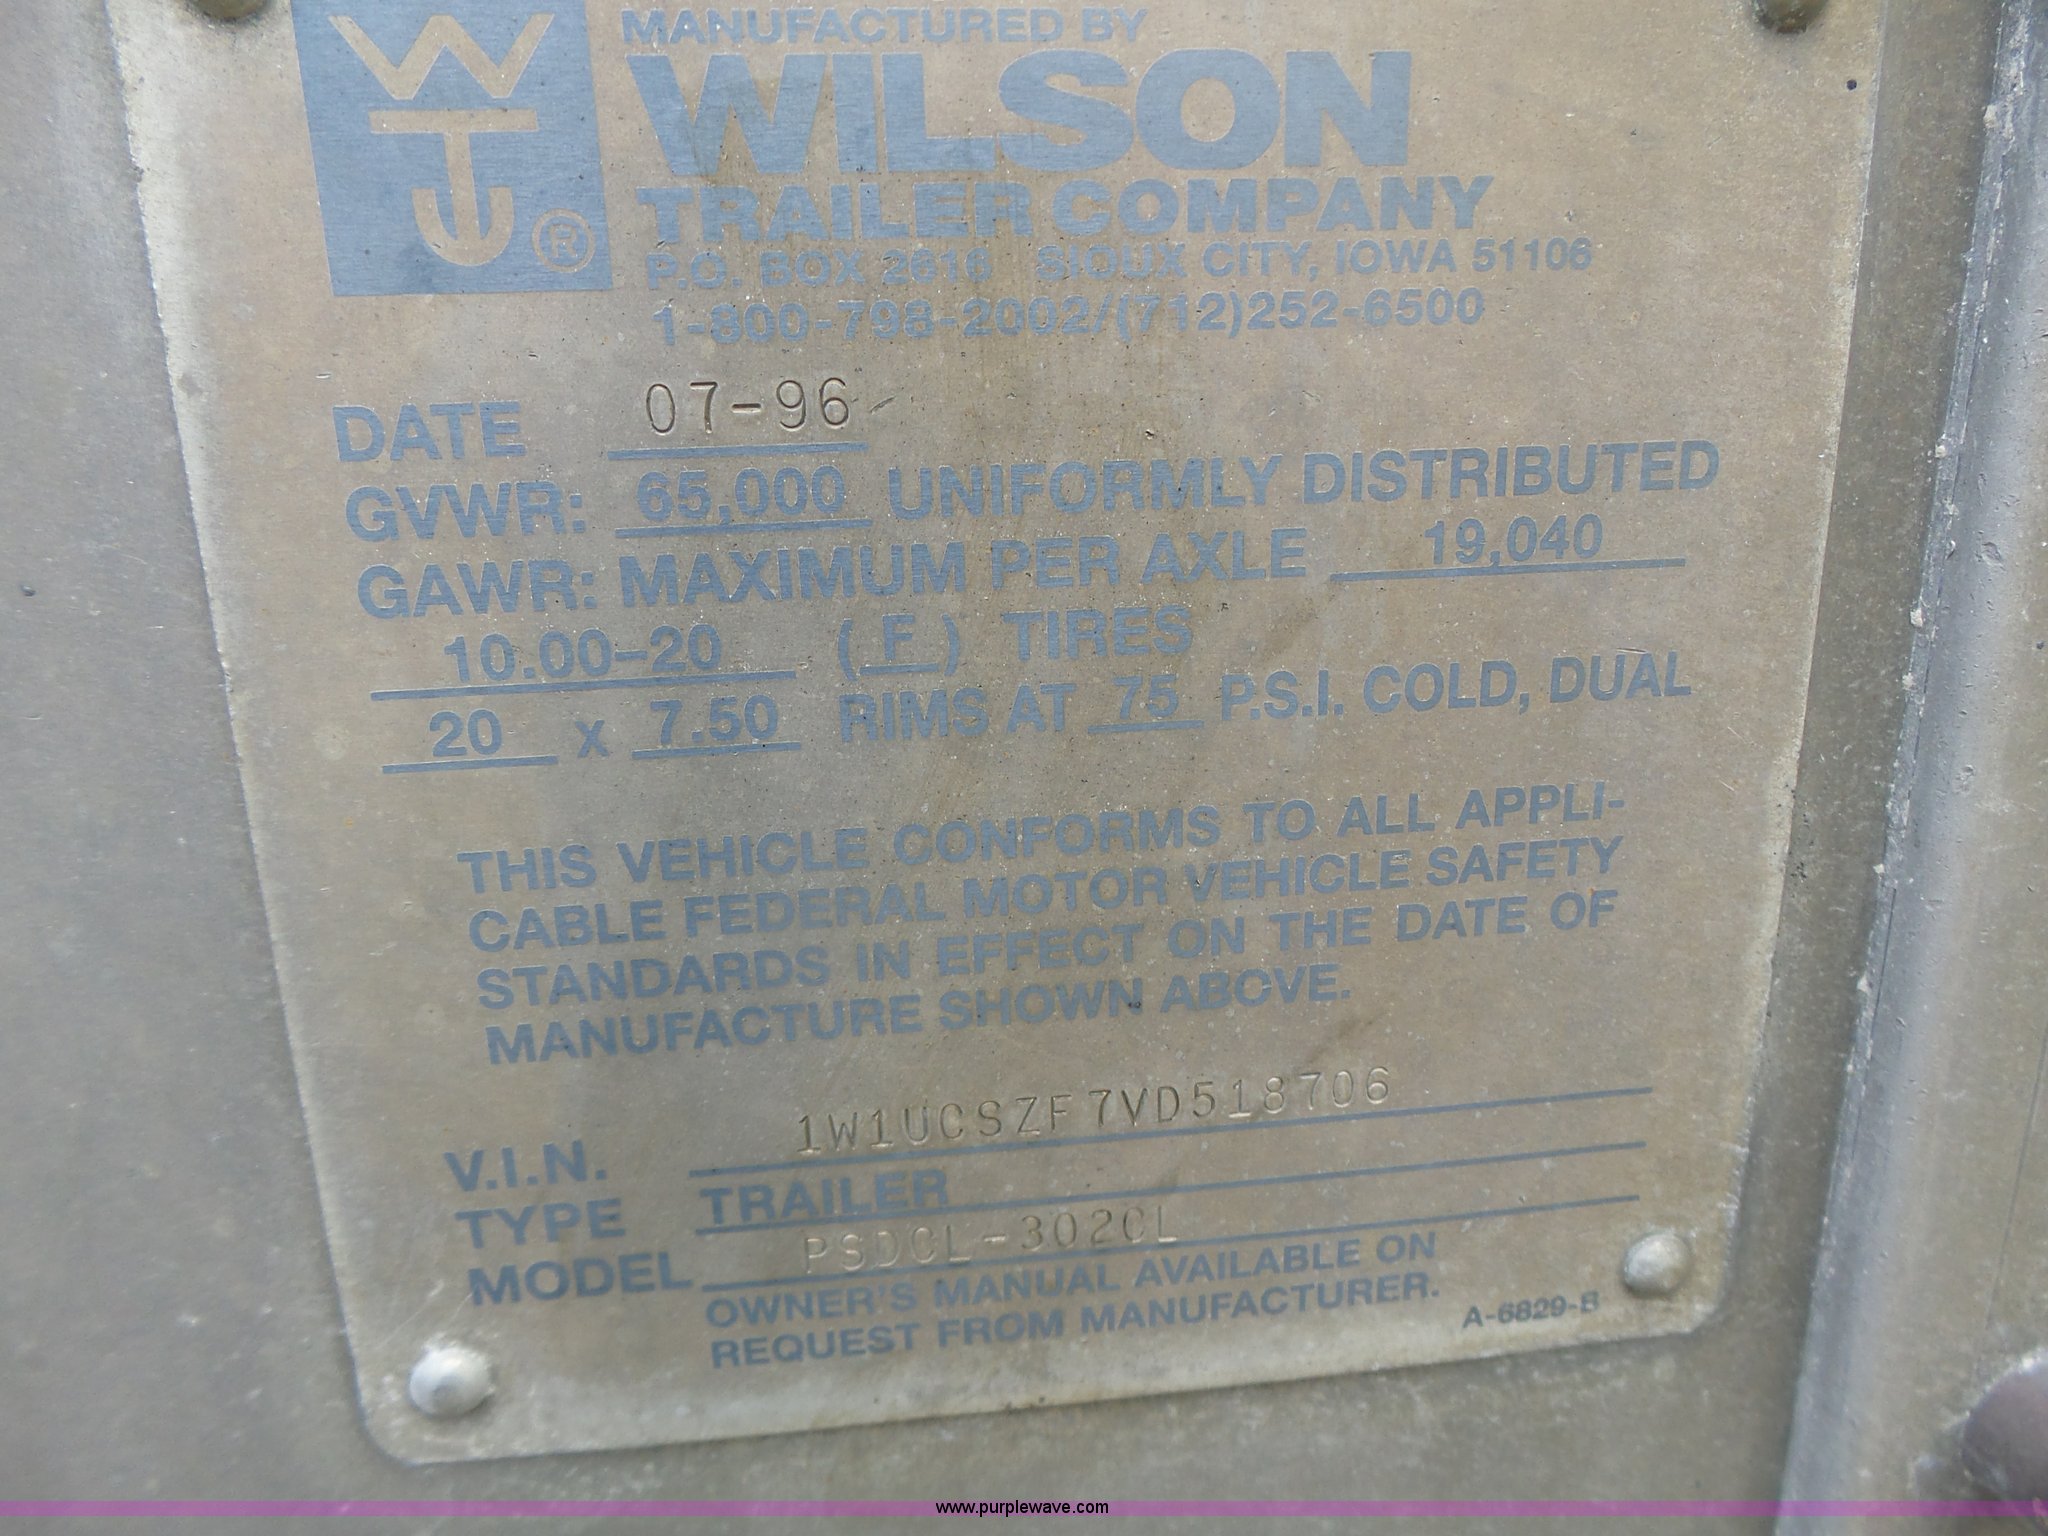 WTJ ®
MANUFACTURED BY
WILSON
TRAILER COMPANY
P.O. BOX 2616 SIOUX CITY, IOWA 51106
1-800-798-2002/(712)252-6500
DATE 07-96
GVWR: 65,000 UNIFORMLY DISTRIBUTED
GAWR: MAXIMUM PER AXLE 19,040
10.00-20 (F) TIRES
20 x 7.50 RIMS AT 75 P.S.I. COLD, DUAL
THIS VEHICLE CONFORMS TO ALL APPLI-
CABLE FEDERAL MOTOR VEHICLE SAFETY
STANDARDS IN EFFECT ON THE DATE OF
MANUFACTURE SHOWN ABOVE.
V.I.N. 1W1UCSZF7VD518706
TYPE TRAILER
MODEL PSDCL-302CL
OWNER'S MANUAL AVAILABLE ON
REQUEST FROM MANUFACTURER.
A-6829-B
www.purplewave.com